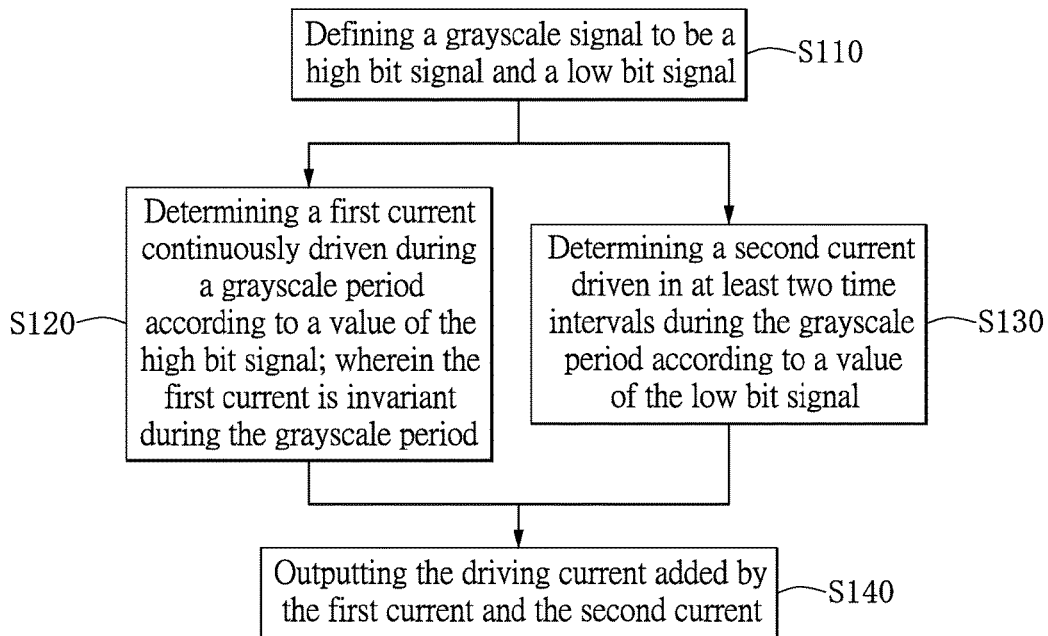 Defining a grayscale signal to be a
high bit signal and a low bit signal
S110
Determining a first current
continuously driven during
a grayscale period
according to a value of the
high bit signal; wherein the
first current is invariant
during the grayscale period
S120
Determining a second current
driven in at least two time
intervals during the grayscale
period according to a value
of the low bit signal
S130
Outputting the driving current added by
the first current and the second current
S140